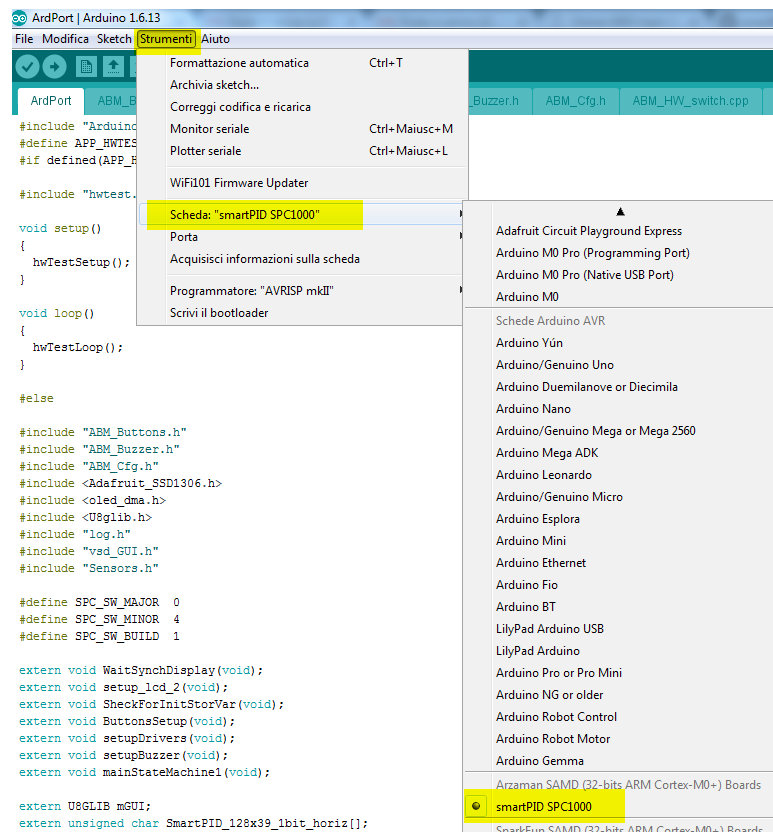 ArdPort | Arduino 1.6.13
File Modifica Sketch Strumenti Aiuto
ArdPort ABM_B _Buzzer.h ABM_Cfg.h ABM_HW_switch.cpp
Formattazione automatica Ctrl+T
Archivia sketch...
Correggi codifica e ricarica
Monitor seriale Ctrl+Maiusc+M
Plotter seriale Ctrl+Maiusc+L
WiFi101 Firmware Updater
Scheda: "smartPID SPC1000"
Porta
Acquisisci informazioni sulla scheda
Programmatore: "AVRISP mkII"
Scrivi il bootloader
Adafruit Circuit Playground Express
Arduino M0 Pro (Programming Port)
Arduino M0 Pro (Native USB Port)
Arduino M0
Schede Arduino AVR
Arduino Yún
Arduino/Genuino Uno
Arduino Duemilanove or Diecimila
Arduino Nano
Arduino/Genuino Mega or Mega 2560
Arduino Mega ADK
Arduino Leonardo
Arduino/Genuino Micro
Arduino Esplora
Arduino Mini
Arduino Ethernet
Arduino Fio
Arduino BT
LilyPad Arduino USB
LilyPad Arduino
Arduino Pro or Pro Mini
Arduino NG or older
Arduino Robot Control
Arduino Robot Motor
Arduino Gemma
Arzaman SAMD (32-bits ARM Cortex-M0+) Boards
smartPID SPC1000
SparkFun SAMD (32-bits ARM Cortex-M0+) Boards
#include "Arduino
#define APP_HWTES
#if defined(APP_H
#include "hwtest.
void setup()
{
hwTestSetup();
}
void loop()
{
hwTestLoop();
}
#else
#include "ABM_Buttons.h"
#include "ABM_Buzzer.h"
#include "ABM_Cfg.h"
#include <Adafruit_SSD1306.h>
#include <oled_dma.h>
#include <U8glib.h>
#include "log.h"
#include "vsd_GUI.h"
#include "Sensors.h"
#define SPC_SW_MAJOR 0
#define SPC_SW_MINOR 4
#define SPC_SW_BUILD 1
extern void WaitSynchDisplay(void);
extern void setup_lcd_2(void);
extern void SheckForInitStorVar(void);
extern void ButtonsSetup(void);
extern void setupDrivers(void);
extern void setupBuzzer(void);
extern void mainStateMachine1(void);
extern U8GLIB mGUI;
extern unsigned char SmartPID_128x39_1bit_horiz[];